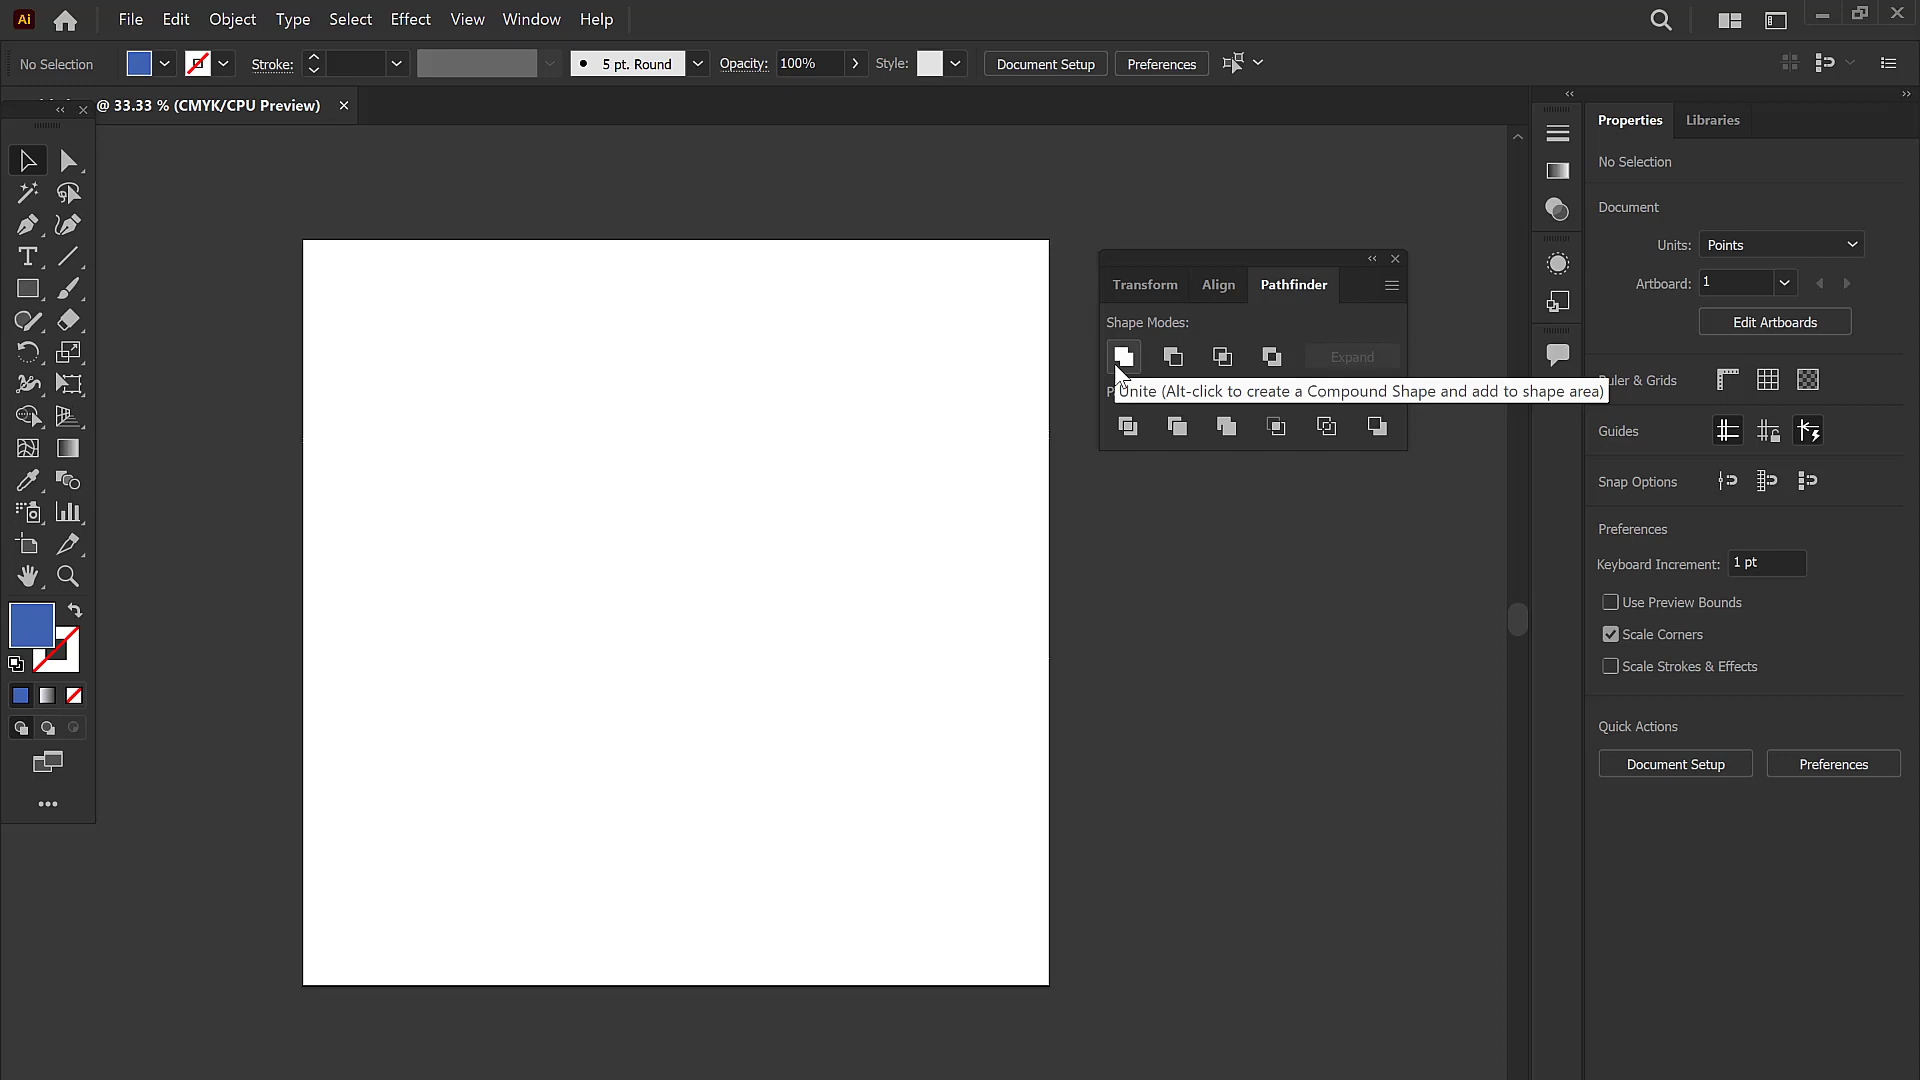 Ai File Edit Object Type Select Effect View Window Help
No Selection Stroke: 5 pt. Round Opacity: 100% Style: Document Setup Preferences
@ 33.33 % (CMYK/CPU Preview)
Properties Libraries
No Selection
Document
Units: Points
Artboard: 1
Edit Artboards
Transform Align Pathfinder
Shape Modes:
Expand
Unite (Alt-click to create a Compound Shape and add to shape area)
Ruler & Grids
Guides
Snap Options
Preferences
Keyboard Increment: 1 pt
Use Preview Bounds
Scale Corners
Scale Strokes & Effects
Quick Actions
Document Setup Preferences